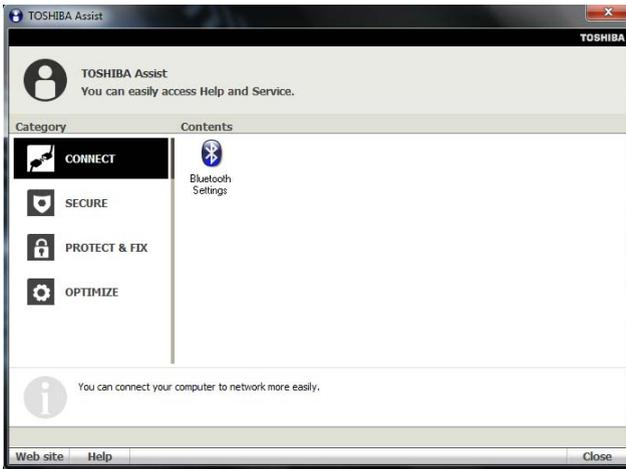 TOSHIBA Assist
TOSHIBA
TOSHIBA Assist
You can easily access Help and Service.
Category
Contents
CONNECT
Bluetooth
Settings
SECURE
PROTECT & FIX
OPTIMIZE
You can connect your computer to network more easily.
Web site
Help
Close